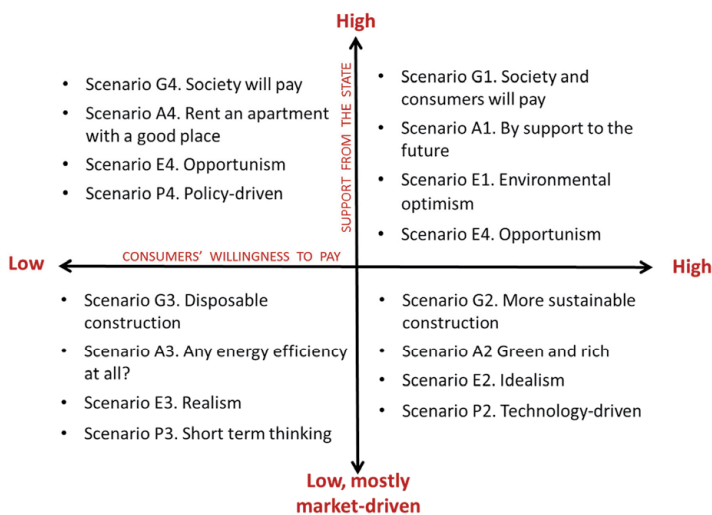 High
• Scenario G4. Society will pay
• Scenario A4. Rent an apartment
with a good place
• Scenario E4. Opportunism
• Scenario P4. Policy-driven
SUPPORT FROM THE STATE
• Scenario G1. Society and
consumers will pay
• Scenario A1. By support to the
future
• Scenario E1. Environmental
optimism
• Scenario E4. Opportunism
Low
CONSUMERS’ WILLINGNESS TO PAY
High
• Scenario G3. Disposable
construction
• Scenario A3. Any energy efficiency
at all?
• Scenario E3. Realism
• Scenario P3. Short term thinking
• Scenario G2. More sustainable
construction
• Scenario A2 Green and rich
• Scenario E2. Idealism
• Scenario P2. Technology-driven
Low, mostly
market-driven